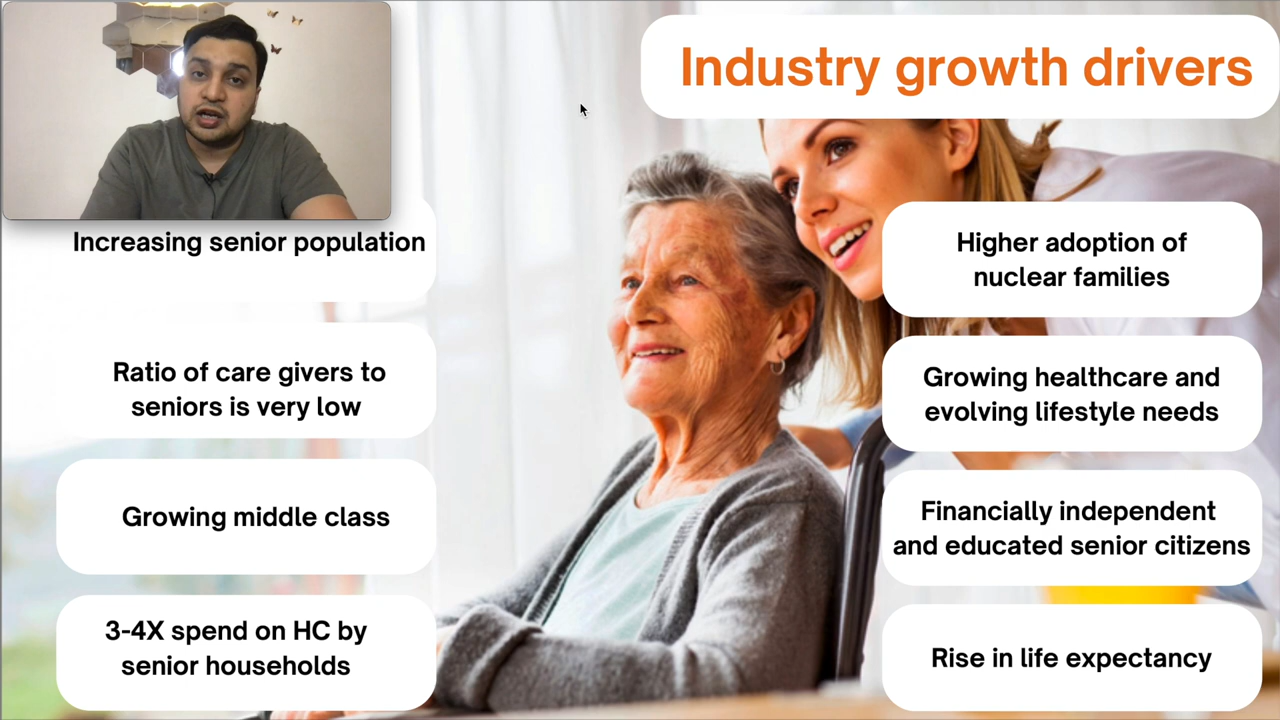 Industry growth drivers
Increasing senior population
Ratio of care givers to
seniors is very low
Growing middle class
3-4X spend on HC by
senior households
Higher adoption of
nuclear families
Growing healthcare and
evolving lifestyle needs
Financially independent
and educated senior citizens
Rise in life expectancy